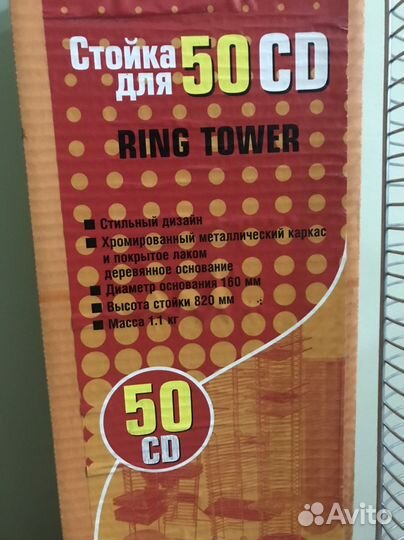 Стойка
для 50 CD
RING TOWER
■ Стильный дизайн
■ Хромированный металлический каркас
и покрытое лаком
деревянное основание
■ Диаметр основания 160 мм
■ Высота стойки 820 мм
■ Масса 1.1 кг
50
CD
Avito